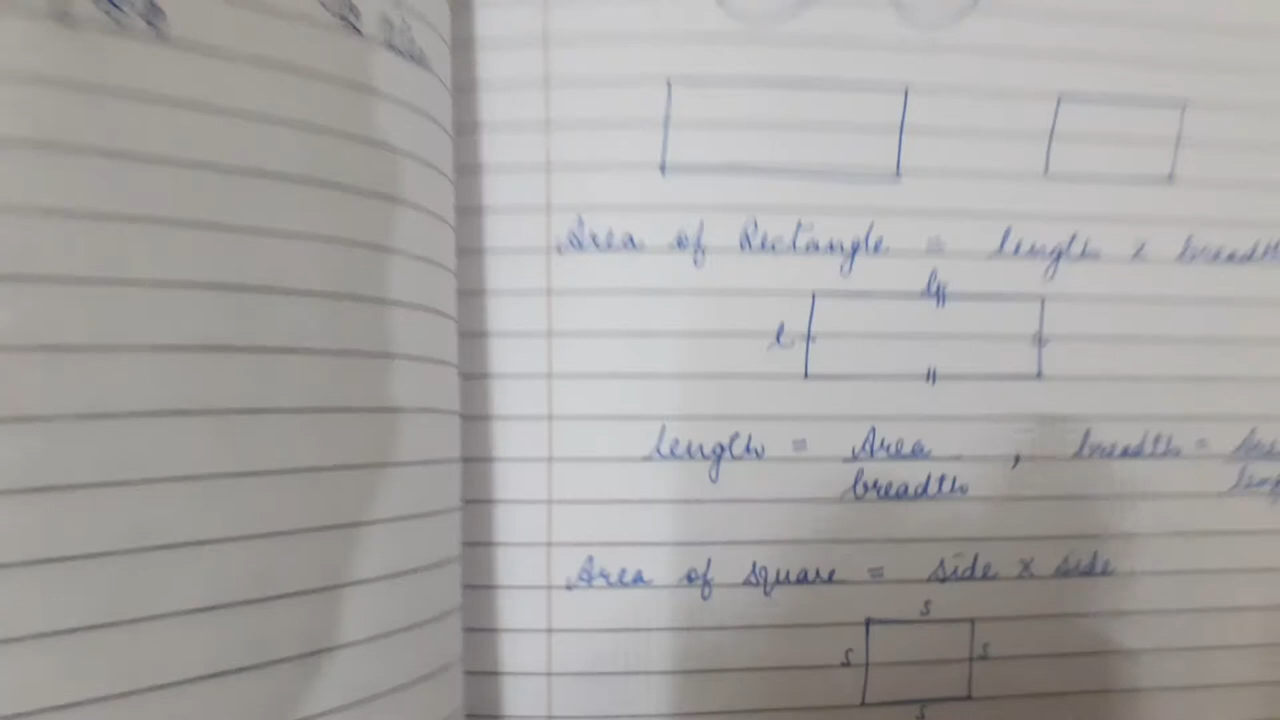 Area of Rectangle = length × breadth
l
l
length = Area / breadth , breadth =
Area of square = side × side
s
s s
s